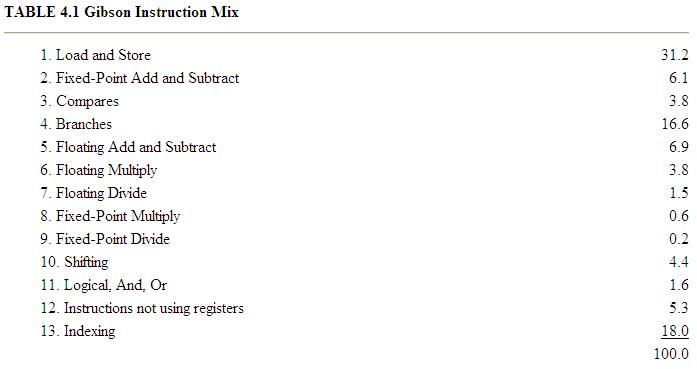 TABLE 4.1 Gibson Instruction Mix
1. Load and Store 31.2
2. Fixed-Point Add and Subtract 6.1
3. Compares 3.8
4. Branches 16.6
5. Floating Add and Subtract 6.9
6. Floating Multiply 3.8
7. Floating Divide 1.5
8. Fixed-Point Multiply 0.6
9. Fixed-Point Divide 0.2
10. Shifting 4.4
11. Logical, And, Or 1.6
12. Instructions not using registers 5.3
13. Indexing 18.0
100.0